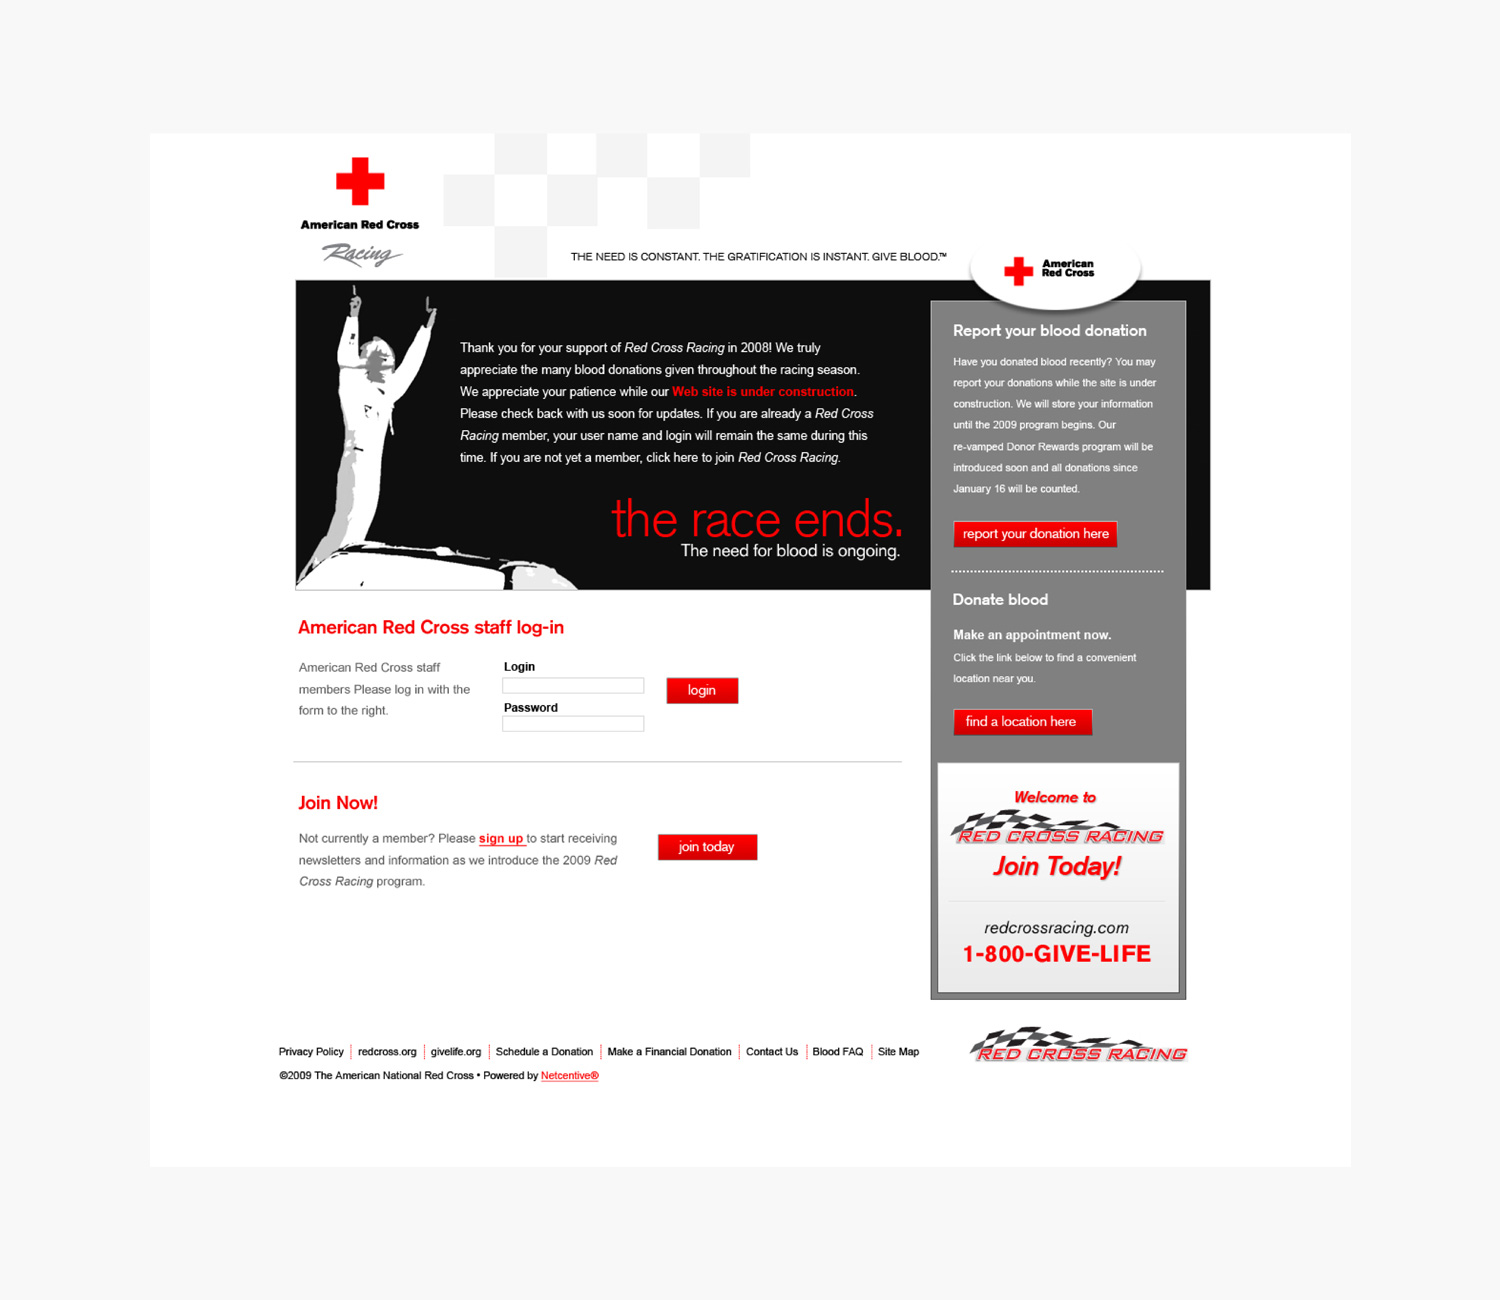 American Red Cross
Racing
THE NEED IS CONSTANT. THE GRATIFICATION IS INSTANT. GIVE BLOOD.™
American
Red Cross
Thank you for your support of Red Cross Racing in 2008! We truly
appreciate the many blood donations given throughout the racing season.
We appreciate your patience while our Web site is under construction.
Please check back with us soon for updates. If you are already a Red Cross
Racing member, your user name and login will remain the same during this
time. If you are not yet a member, click here to join Red Cross Racing.
the race ends.
The need for blood is ongoing.
Report your blood donation
Have you donated blood recently? You may
report your donations while the site is under
construction. We will store your information
until the 2009 program begins. Our
re-vamped Donor Rewards program will be
introduced soon and all donations since
January 16 will be counted.
report your donation here
Donate blood
Make an appointment now.
Click the link below to find a convenient
location near you.
find a location here
Welcome to
RED CROSS RACING
Join Today!
redcrossracing.com
1-800-GIVE-LIFE
American Red Cross staff log-in
American Red Cross staff
members Please log in with the
form to the right.
Login
Password
login
Join Now!
Not currently a member? Please sign up to start receiving
newsletters and information as we introduce the 2009 Red
Cross Racing program.
join today
Privacy Policy
redcross.org
givelife.org
Schedule a Donation
Make a Financial Donation
Contact Us
Blood FAQ
Site Map
©2009 The American National Red Cross • Powered by Netcentive®
RED CROSS RACING